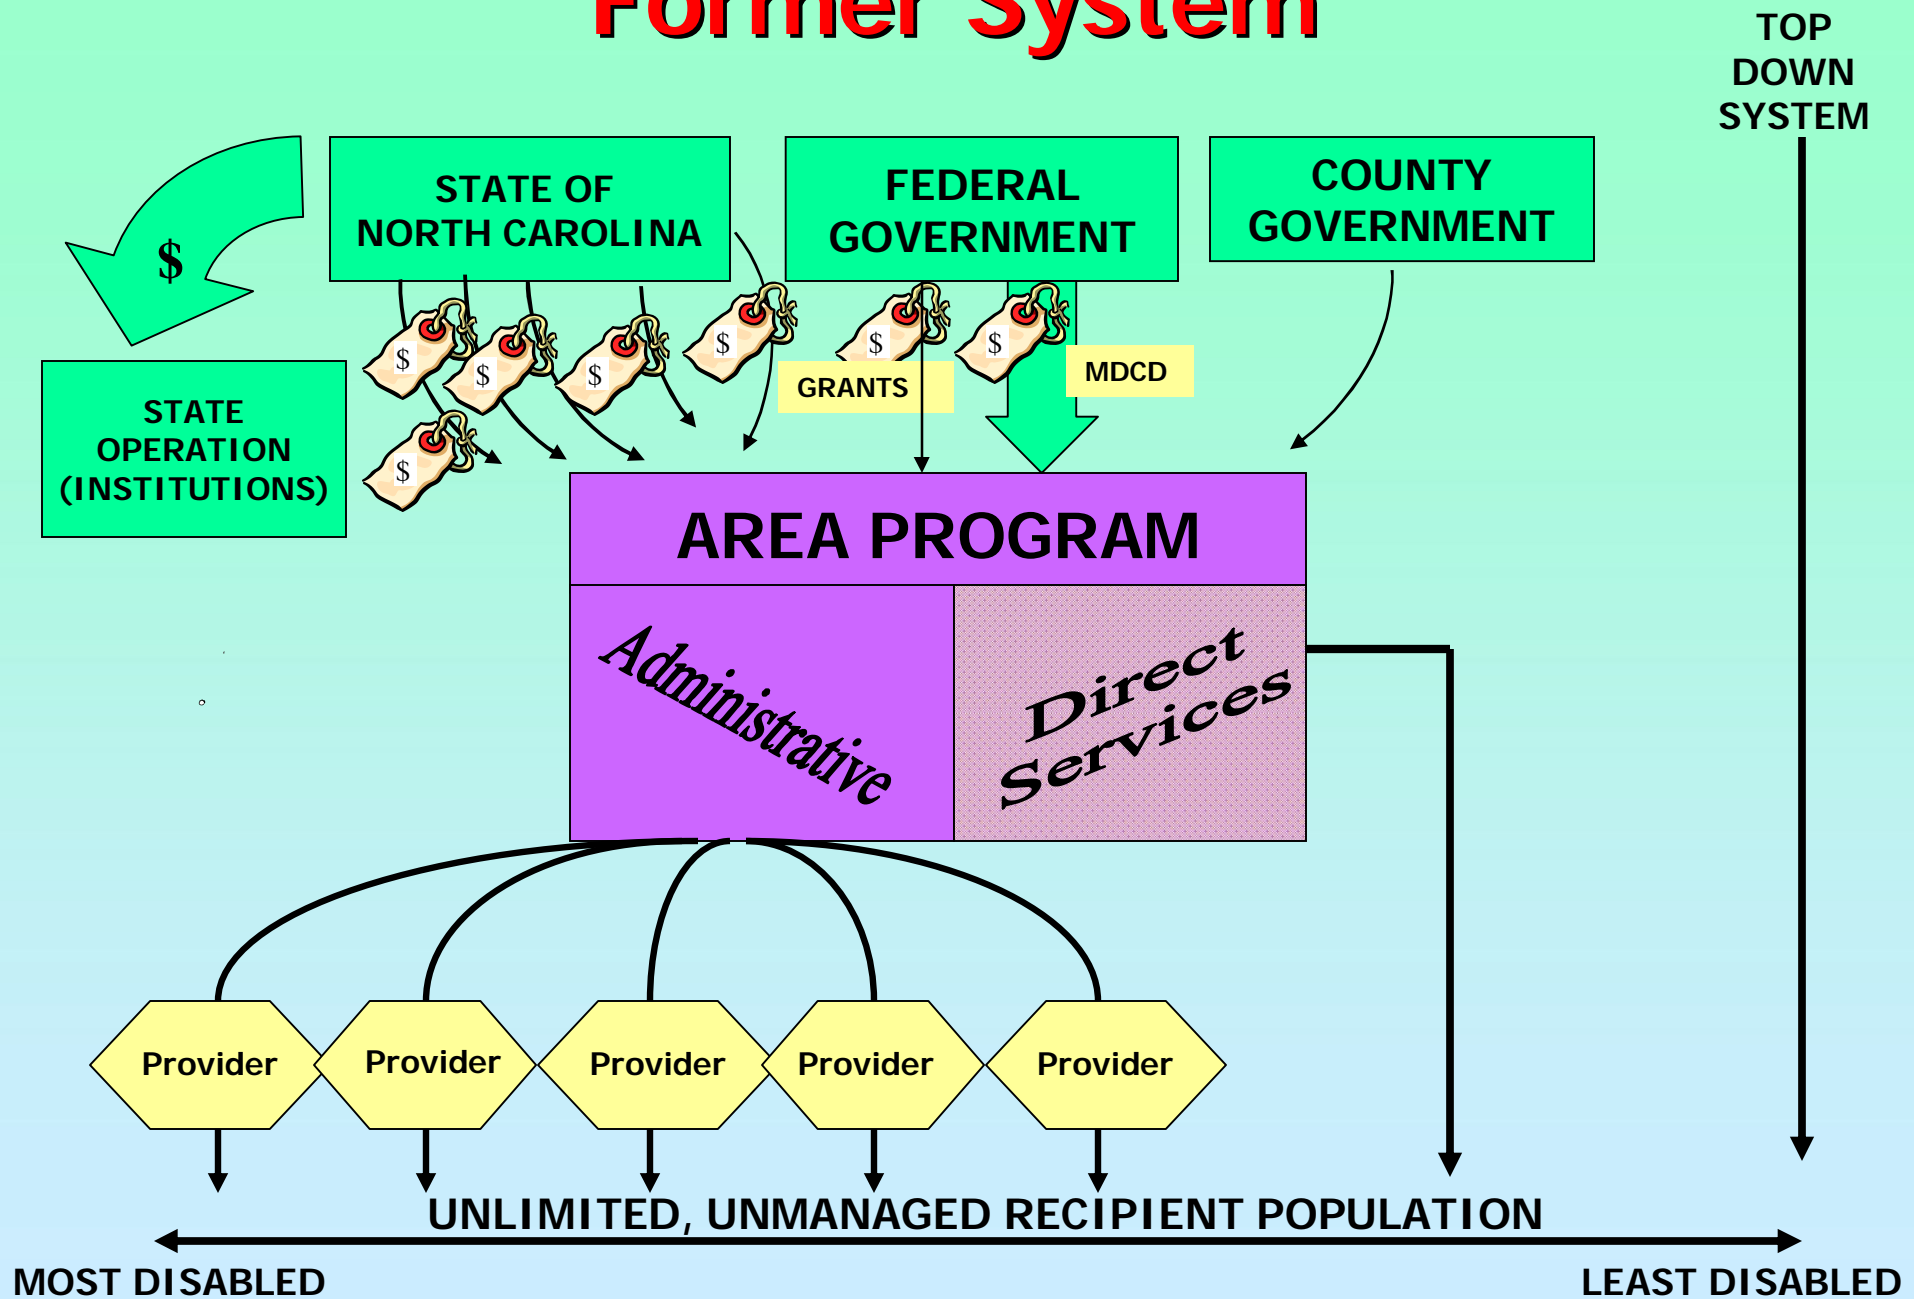 Former System
TOP
DOWN
SYSTEM
STATE OF
NORTH CAROLINA
FEDERAL
GOVERNMENT
COUNTY
GOVERNMENT
$
$
$
$
$
$
$
$
GRANTS
MDCD
STATE
OPERATION
(INSTITUTIONS)
AREA PROGRAM
Administrative
Direct
Services
Provider
Provider
Provider
Provider
Provider
UNLIMITED, UNMANAGED RECIPIENT POPULATION
MOST DISABLED
LEAST DISABLED